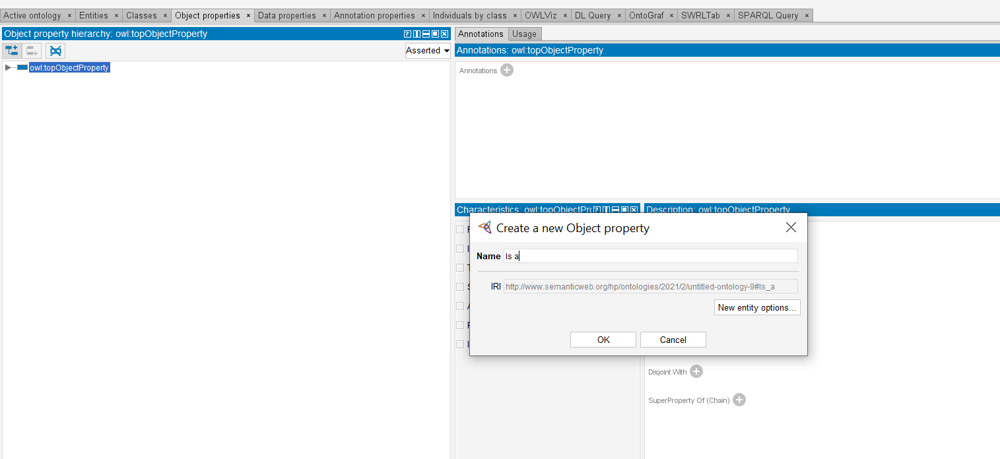 Active ontology × Entities × Classes × Object properties × Data properties × Annotation properties × Individuals by class × OWLViz × DL Query × OntoGraf × SWRLTab × SPARQL Query ×
Object property hierarchy: owl:topObjectProperty
Asserted
owl:topObjectProperty
Annotations Usage
Annotations: owl:topObjectProperty
Annotations
Characteristics: owl:topObjectPr
Description: owl:topObjectProperty
Create a new Object property
Name Is a
IRI http://www.semanticweb.org/hp/ontologies/2021/2/untitled-ontology-9#Is_a
New entity options...
OK Cancel
Disjoint With
SuperProperty Of (Chain)